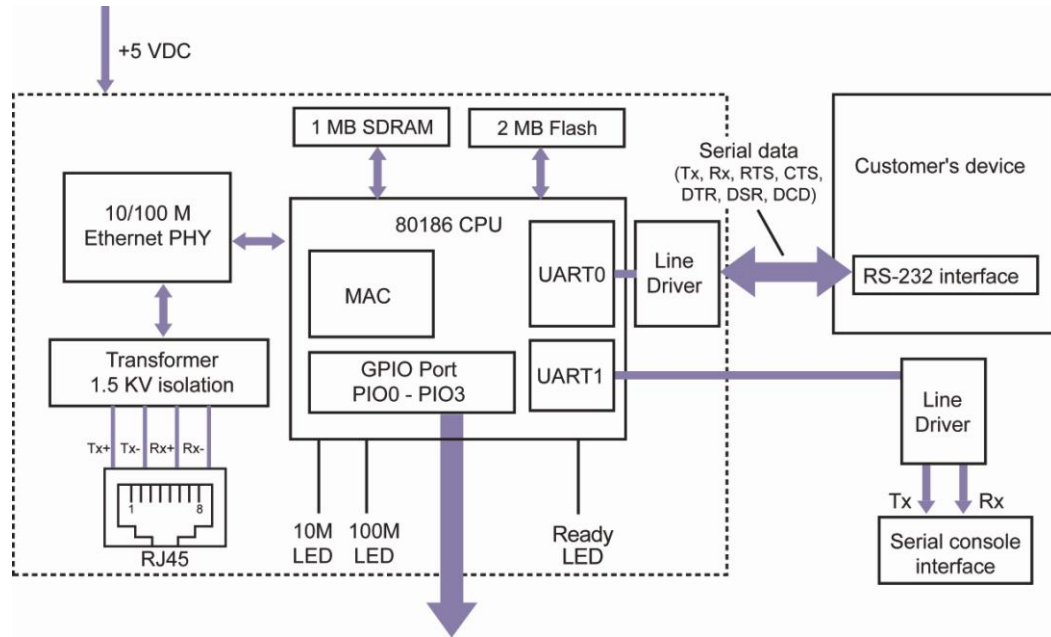 +5 VDC
1 MB SDRAM
2 MB Flash
Serial data
(Tx, Rx, RTS, CTS,
DTR, DSR, DCD)
Customer's device
10/100 M
Ethernet PHY
80186 CPU
MAC
UART0
Line
Driver
RS-232 interface
Transformer
1.5 KV isolation
GPIO Port
PIO0 - PIO3
UART1
Line
Driver
Tx+ Tx- Rx+ Rx-
1 8
RJ45
10M
LED
100M
LED
Ready
LED
Tx Rx
Serial console
interface